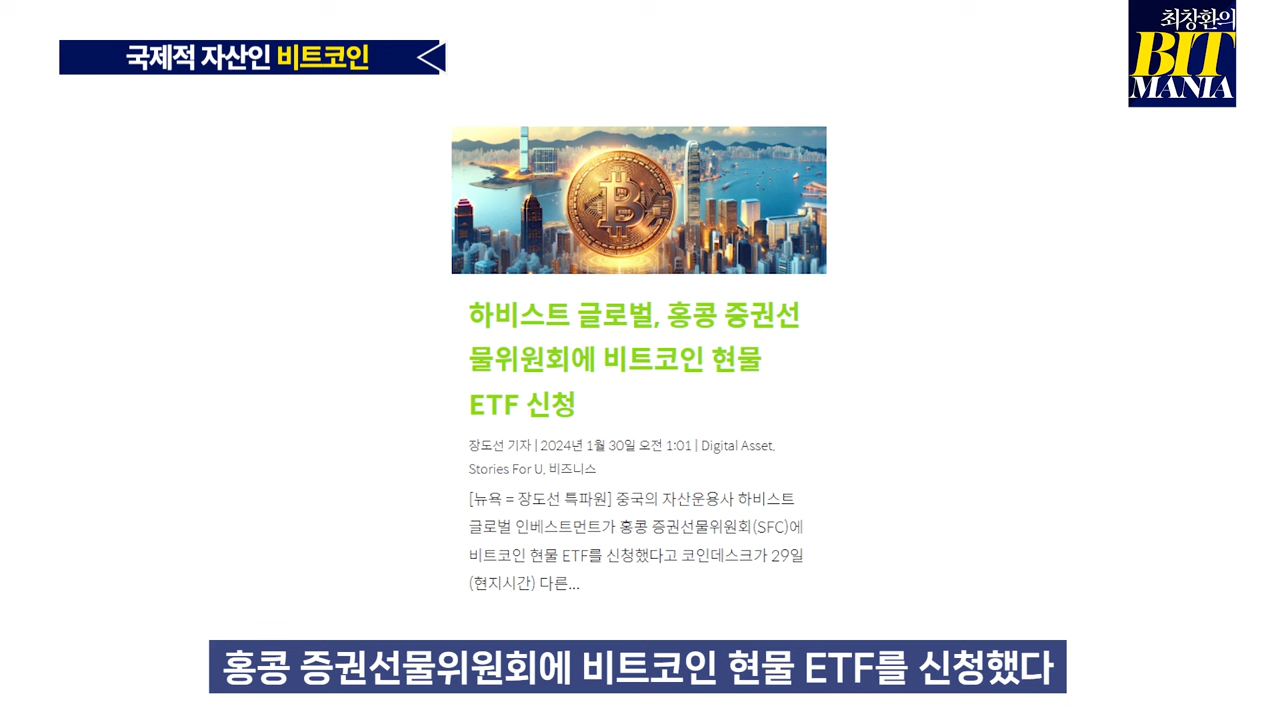 국제적 자산인 비트코인
최창환의
BIT
MANIA
하비스트 글로벌, 홍콩 증권선
물위원회에 비트코인 현물
ETF 신청
장도선 기자 | 2024년 1월 30일 오전 1:01 | Digital Asset,
Stories For U, 비즈니스
[뉴욕 = 장도선 특파원] 중국의 자산운용사 하비스트
글로벌 인베스트먼트가 홍콩 증권선물위원회(SFC)에
비트코인 현물 ETF를 신청했다고 코인데스크가 29일
(현지시간) 다른...
홍콩 증권선물위원회에 비트코인 현물 ETF를 신청했다